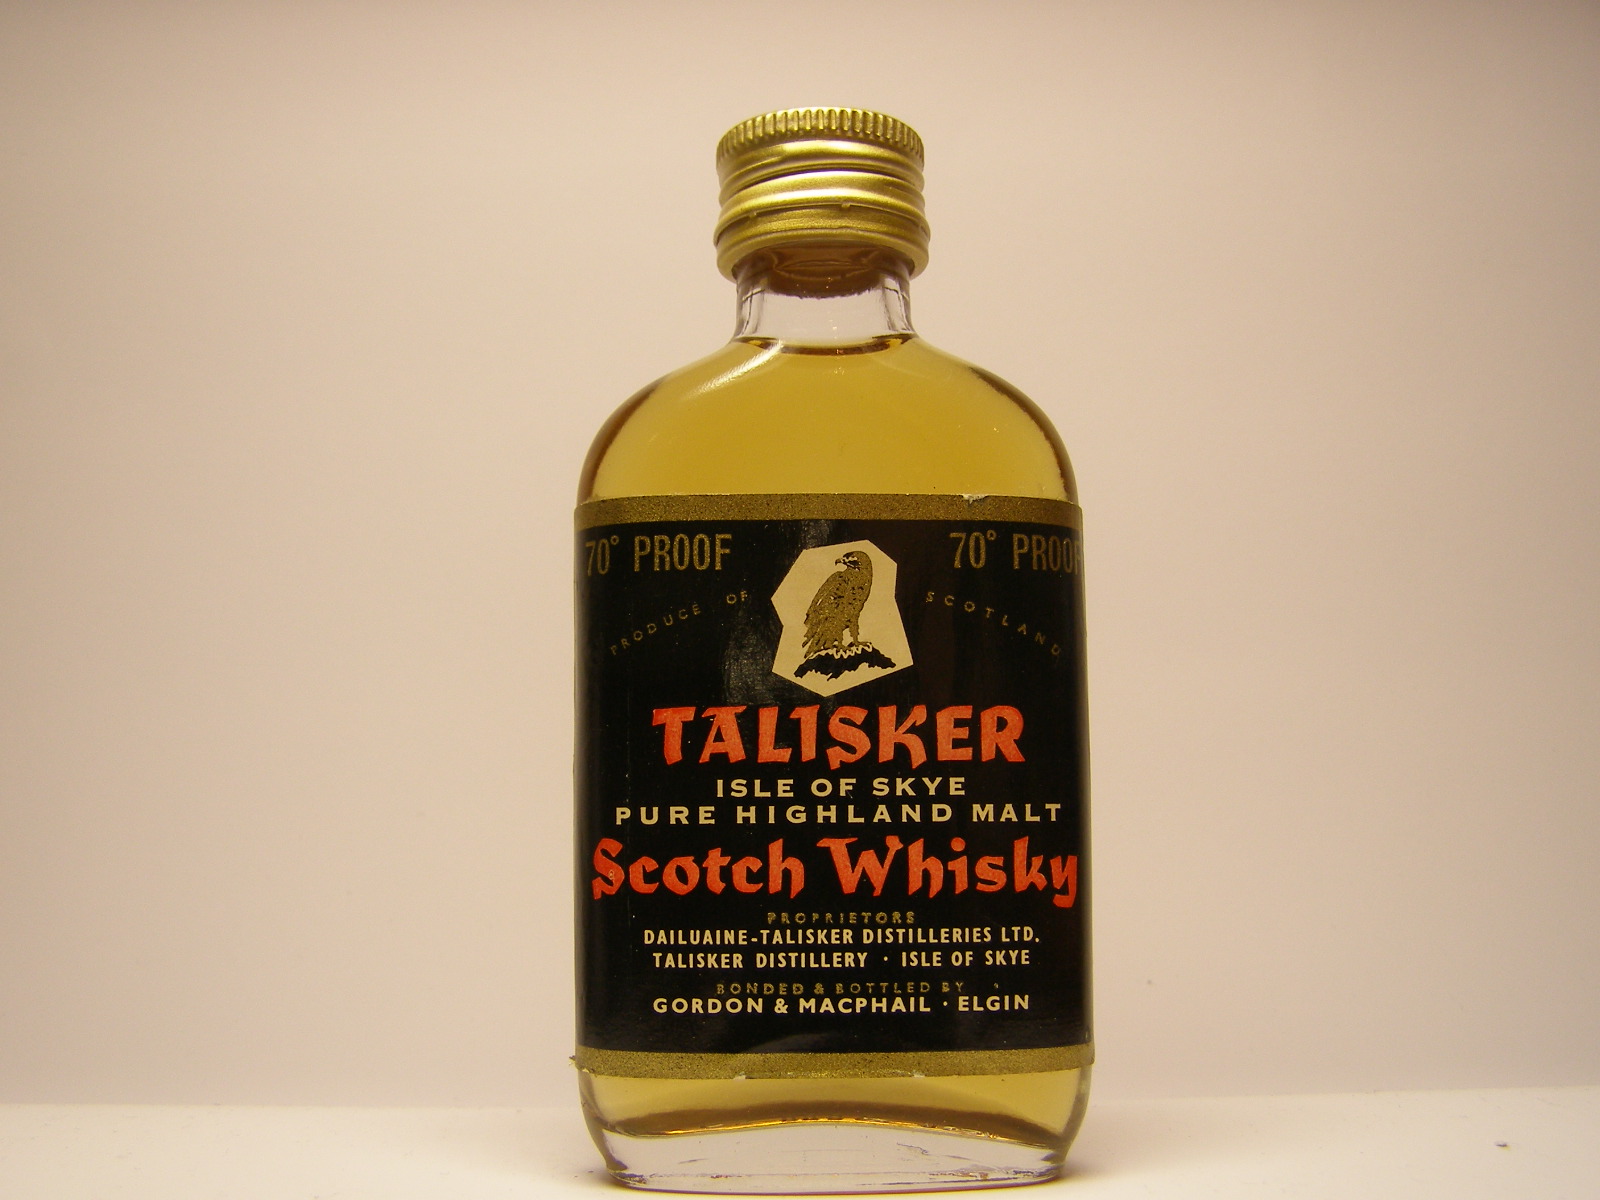 70° PROOF 70° PROOF
PRODUCE OF SCOTLAND
TALISKER
ISLE OF SKYE
PURE HIGHLAND MALT
Scotch Whisky
PROPRIETORS
DAILUAINE-TALISKER DISTILLERIES LTD.
TALISKER DISTILLERY · ISLE OF SKYE
BONDED & BOTTLED BY
GORDON & MACPHAIL · ELGIN